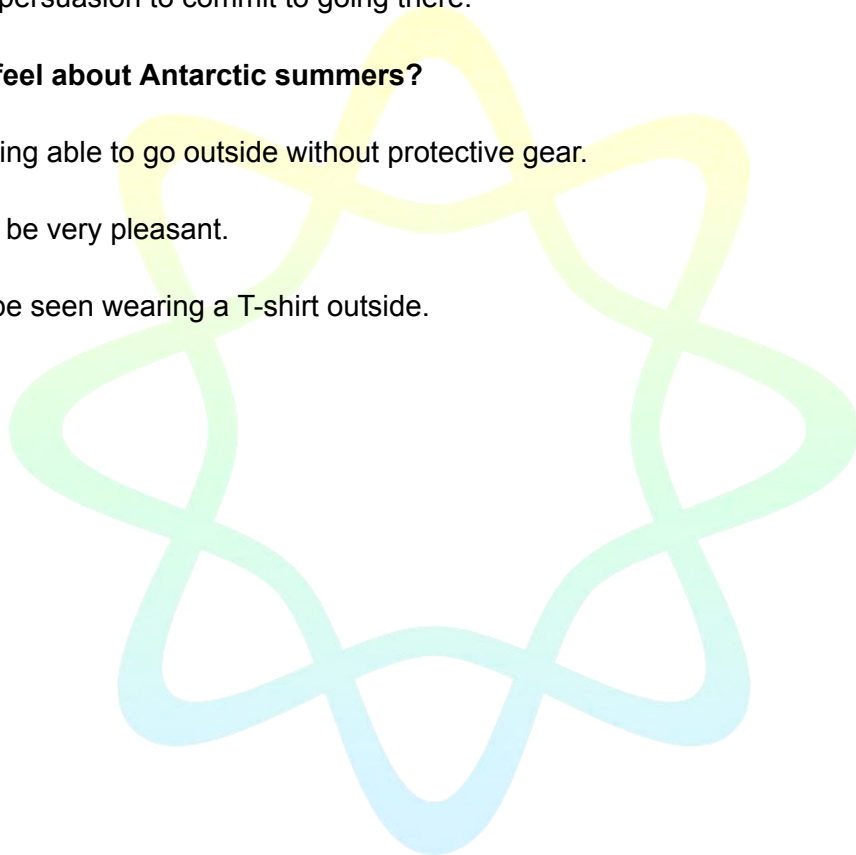 persuasion to commit to going there.
feel about Antarctic summers?
ing able to go outside without protective gear.
be very pleasant.
be seen wearing a T-shirt outside.